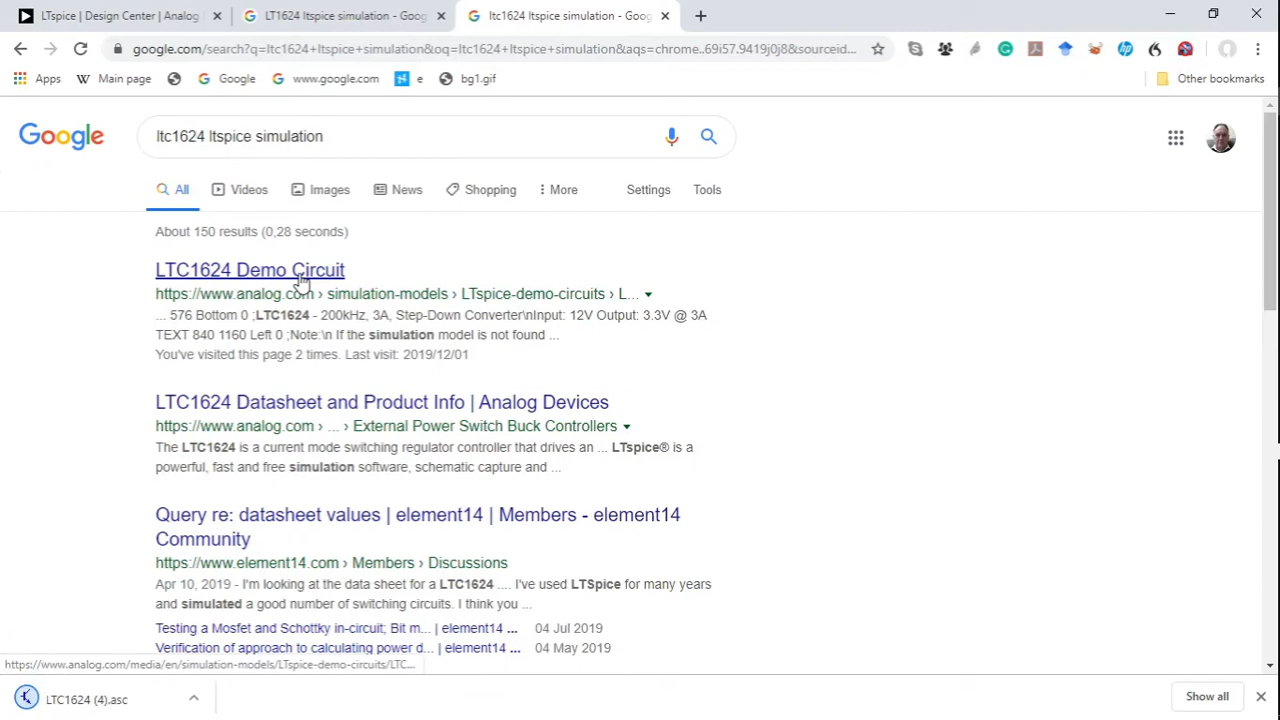 LTspice | Design Center | Analog
LT1624 ltspice simulation - Goog
ltc1624 ltspice simulation - Goog
google.com/search?q=ltc1624+ltspice+simulation&oq=ltc1624+ltspice+simulation&aqs=chrome..69i57.9419j0j8&sourceid...
Apps
Main page
Google
www.google.com
e
bg1.gif
Other bookmarks
Google
ltc1624 ltspice simulation
All
Videos
Images
News
Shopping
More
Settings
Tools
About 150 results (0,28 seconds)
LTC1624 Demo Circuit
https://www.analog.com › simulation-models › LTspice-demo-circuits › L...
... 576 Bottom 0 ;LTC1624 - 200kHz, 3A, Step-Down Converter\nInput: 12V Output: 3.3V @ 3A
TEXT 840 1160 Left 0 ;Note:\n If the simulation model is not found ...
You've visited this page 2 times. Last visit: 2019/12/01
LTC1624 Datasheet and Product Info | Analog Devices
https://www.analog.com › ... › External Power Switch Buck Controllers
The LTC1624 is a current mode switching regulator controller that drives an ... LTspice® is a
powerful, fast and free simulation software, schematic capture and ...
Query re: datasheet values | element14 | Members - element14
Community
https://www.element14.com › Members › Discussions
Apr 10, 2019 - I'm looking at the data sheet for a LTC1624 .... I've used LTSpice for many years
and simulated a good number of switching circuits. I think you ...
Testing a Mosfet and Schottky in-circuit; Bit m... | element14 ... 04 Jul 2019
Verification of approach to calculating power d... | element14 ... 04 May 2019
https://www.analog.com/media/en/simulation-models/LTspice-demo-circuits/LTC...
LTC1624 (4).asc
Show all